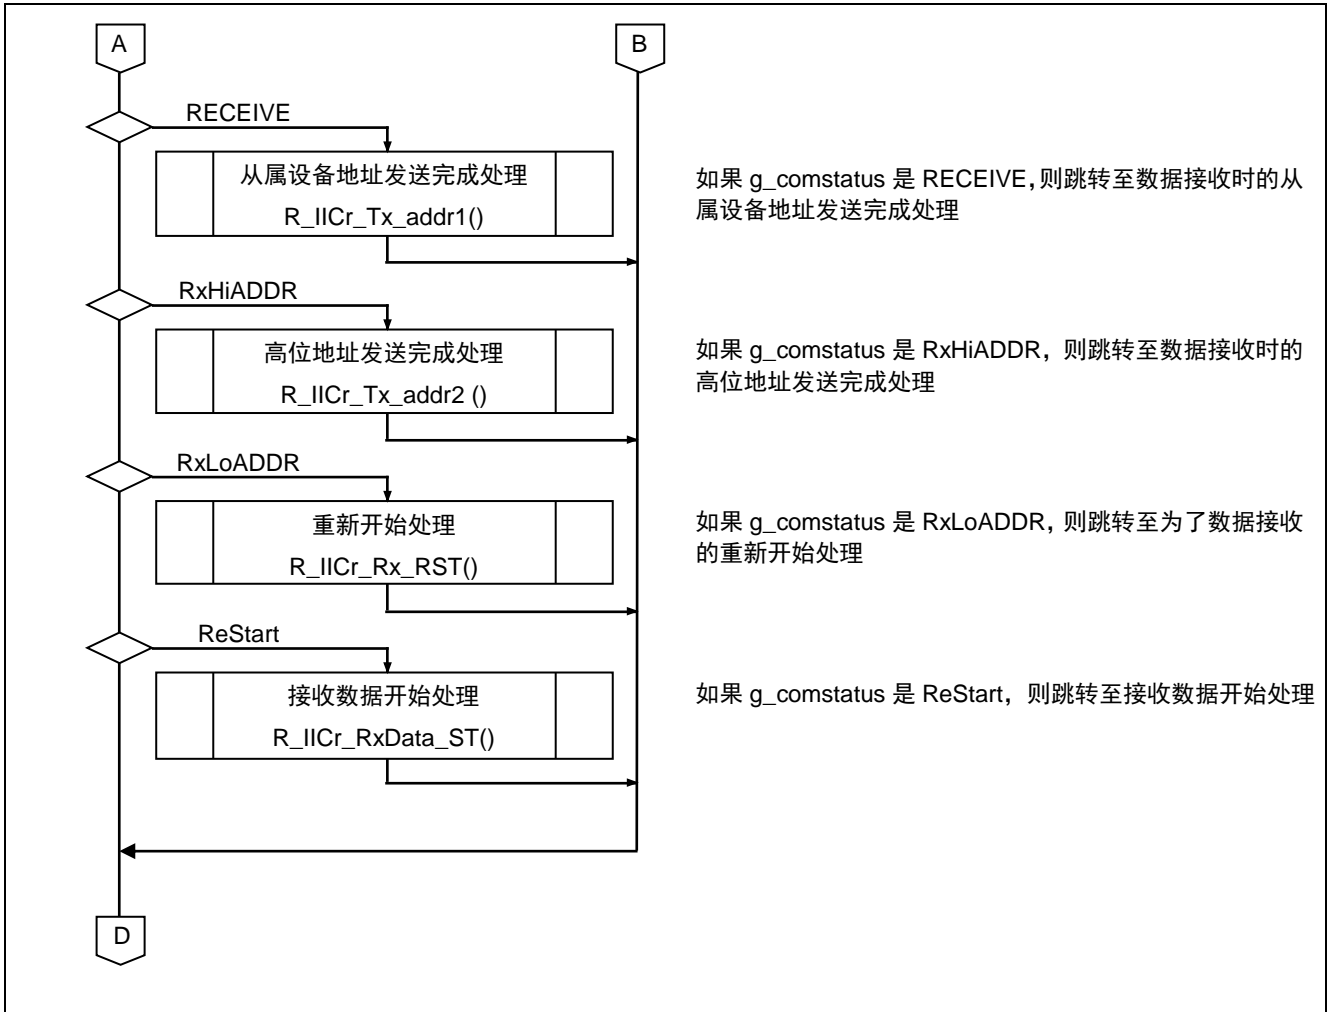 A
B
RECEIVE
从属设备地址发送完成处理
R_IICr_Tx_addr1()
如果 g_comstatus 是 RECEIVE,则跳转至数据接收时的从
属设备地址发送完成处理
RxHiADDR
高位地址发送完成处理
R_IICr_Tx_addr2 ()
如果 g_comstatus 是 RxHiADDR，则跳转至数据接收时的
高位地址发送完成处理
RxLoADDR
重新开始处理
R_IICr_Rx_RST()
如果 g_comstatus 是 RxLoADDR，则跳转至为了数据接收
的重新开始处理
ReStart
接收数据开始处理
R_IICr_RxData_ST()
如果 g_comstatus 是 ReStart，则跳转至接收数据开始处理
D